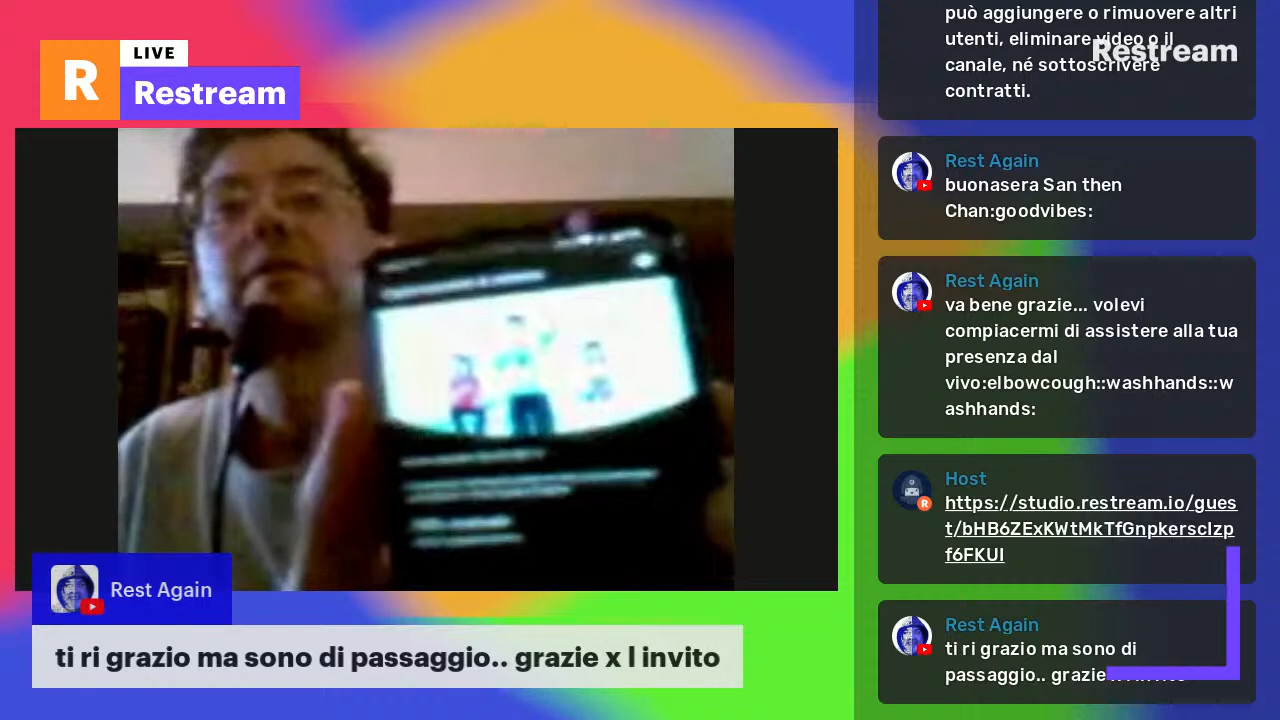 LIVE
R
Restream
Restream
può aggiungere o rimuovere altri
utenti, eliminare video o il
canale, né sottoscrivere
contratti.
Rest Again
buonasera San then
Chan:goodvibes:
Rest Again
va bene grazie... volevi
compiacermi di assistere alla tua
presenza dal
vivo:elbowcough::washhands::w
ashhands:
Host
https://studio.restream.io/gues
t/bHB6ZExKWtMkTfGnpkersclzp
f6FKUI
Rest Again
ti ri grazio ma sono di
passaggio.. grazie
Rest Again
ti ri grazio ma sono di passaggio.. grazie x l invito